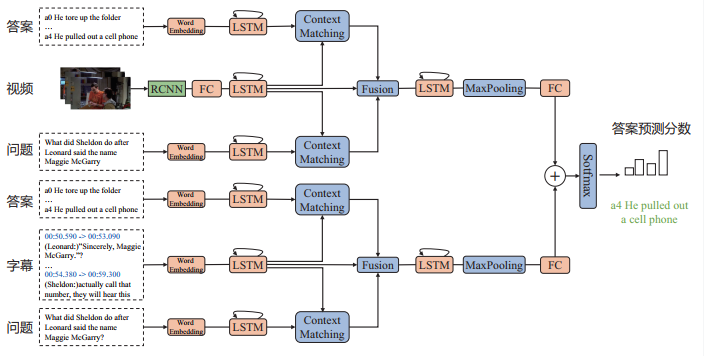 答案
a0 He tore up the folder
...
a4 He pulled out a cell phone
Word
Embedding
LSTM
Context
Matching
视频
RCNN
FC
LSTM
Fusion
LSTM
MaxPooling
FC
问题
What did Sheldon do after
Leonard said the name
Maggie McGarry
Word
Embedding
LSTM
Context
Matching
答案预测分数
Softmax
+
a4 He pulled out
a cell phone
答案
a0 He tore up the folder
...
a4 He pulled out a cell phone
Word
Embedding
LSTM
Context
Matching
字幕
00:50.590 -> 00:53.090
(Leonard:)"Sincerely, Maggie
McGarry."?
...
00:54.380 -> 00:59.300
(Sheldon:)actually call that
number, they will hear this
Word
Embedding
LSTM
Fusion
LSTM
MaxPooling
FC
问题
What did Sheldon do after
Leonard said the name
Maggie McGarry?
Word
Embedding
LSTM
Context
Matching